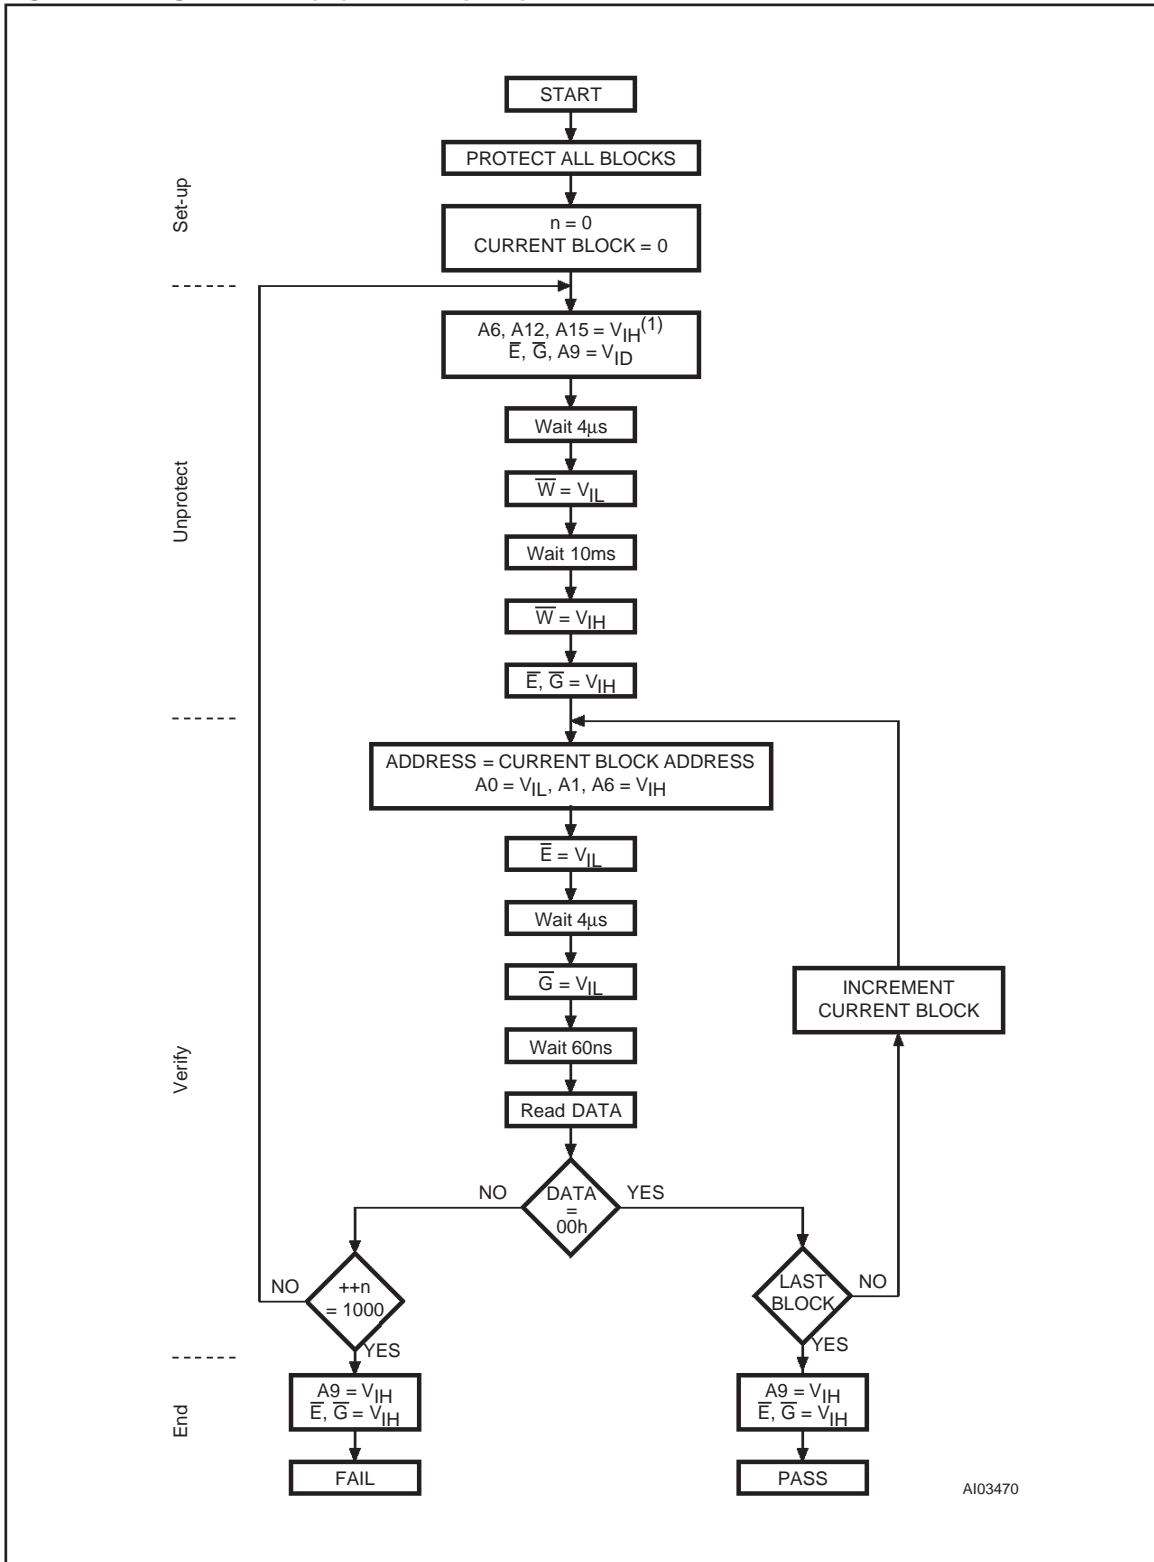 START
PROTECT ALL BLOCKS
Set-up
n = 0
CURRENT BLOCK = 0
A6, A12, A15 = VIH(1)
E̅, G̅, A9 = VID
Wait 4µs
Unprotect
W̅ = VIL
Wait 10ms
W̅ = VIH
E̅, G̅ = VIH
ADDRESS = CURRENT BLOCK ADDRESS
A0 = VIL, A1, A6 = VIH
E̅ = VIL
Wait 4µs
G̅ = VIL
INCREMENT
CURRENT BLOCK
Wait 60ns
Verify
Read DATA
NO
DATA
=
00h
YES
NO
++n
= 1000
YES
LAST
BLOCK
NO
YES
End
A9 = VIH
E̅, G̅ = VIH
A9 = VIH
E̅, G̅ = VIH
FAIL
PASS
AI03470